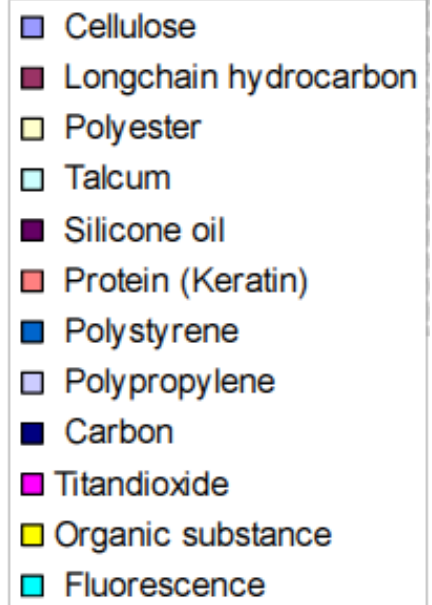 Cellulose
Longchain hydrocarbon
Polyester
Talcum
Silicone oil
Protein (Keratin)
Polystyrene
Polypropylene
Carbon
Titandioxide
Organic substance
Fluorescence